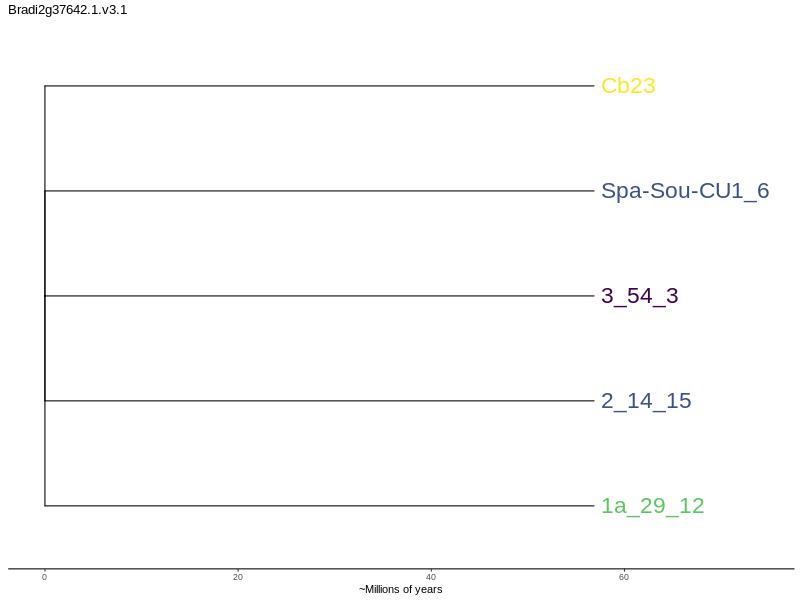 Bradi2g37642.1.v3.1
Cb23
Spa-Sou-CU1_6
3_54_3
2_14_15
1a_29_12
0 20 40 60
~Millions of years